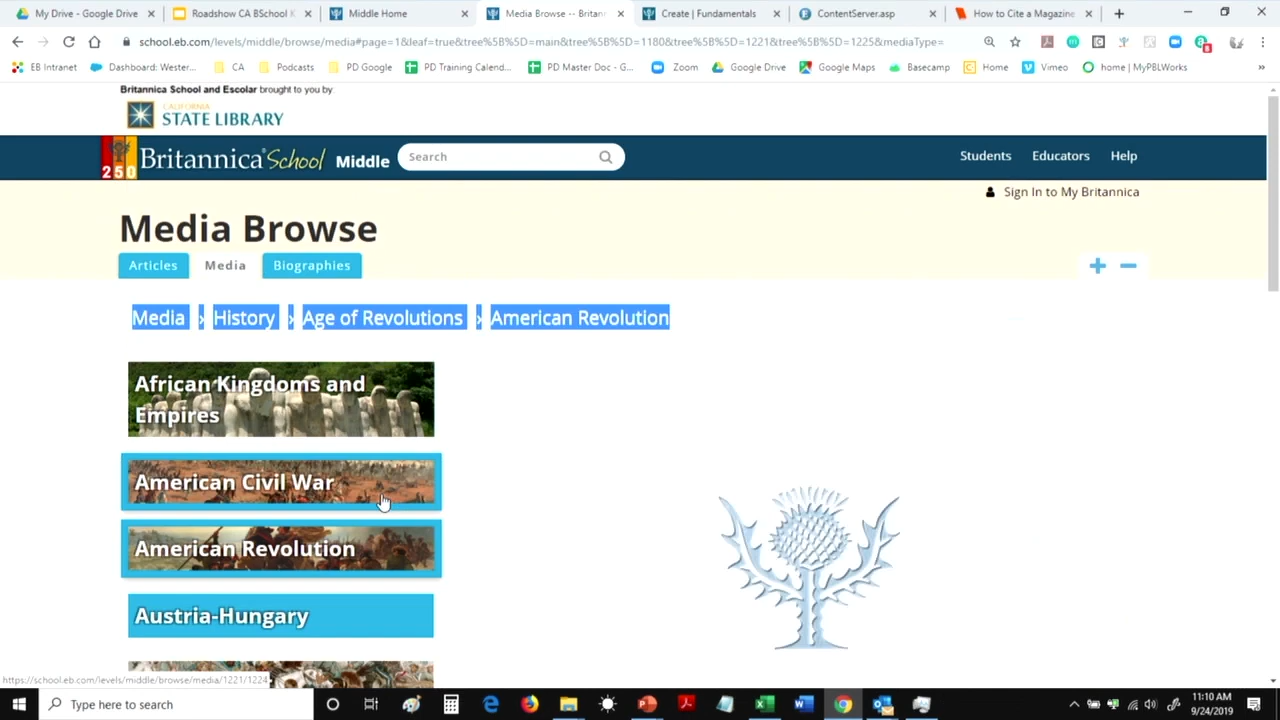 My Drive - Google Drive
Roadshow CA BSchool K
Middle Home
Media Browse -- Britan
Create | Fundamentals
ContentServer.asp
How to Cite a Magazine
school.eb.com/levels/middle/browse/media#page=1&leaf=true&tree%5B%5D=main&tree%5B%5D=1180&tree%5B%5D=1221&tree%5B%5D=1225&mediaType=
EB Intranet
Dashboard: Wester...
CA
Podcasts
PD Google
PD Training Calend...
PD Master Doc - G...
Zoom
Google Drive
Google Maps
Basecamp
Home
Vimeo
home | MyPBLWorks
»
Britannica School and Escolar brought to you by
CALIFORNIA
STATE LIBRARY
250
Britannica School Middle
Search
Students
Educators
Help
Sign In to My Britannica
Media Browse
Articles
Media
Biographies
+ −
Media » History » Age of Revolutions » American Revolution
African Kingdoms and
Empires
American Civil War
American Revolution
Austria-Hungary
https://school.eb.com/levels/middle/browse/media/1221/1224
Type here to search
11:10 AM
9/24/2019